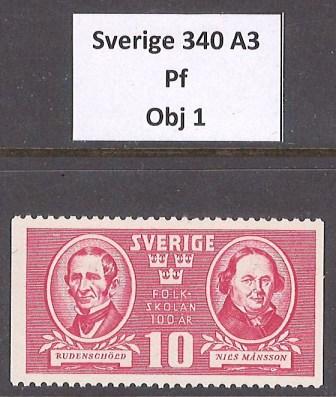 Sverige 340 A3
Pf
Obj 1
SVERIGE
FOLK-
SKOLAN
100 ÅR
RUDENSCHÖLD
10
NILS MÅNSSON